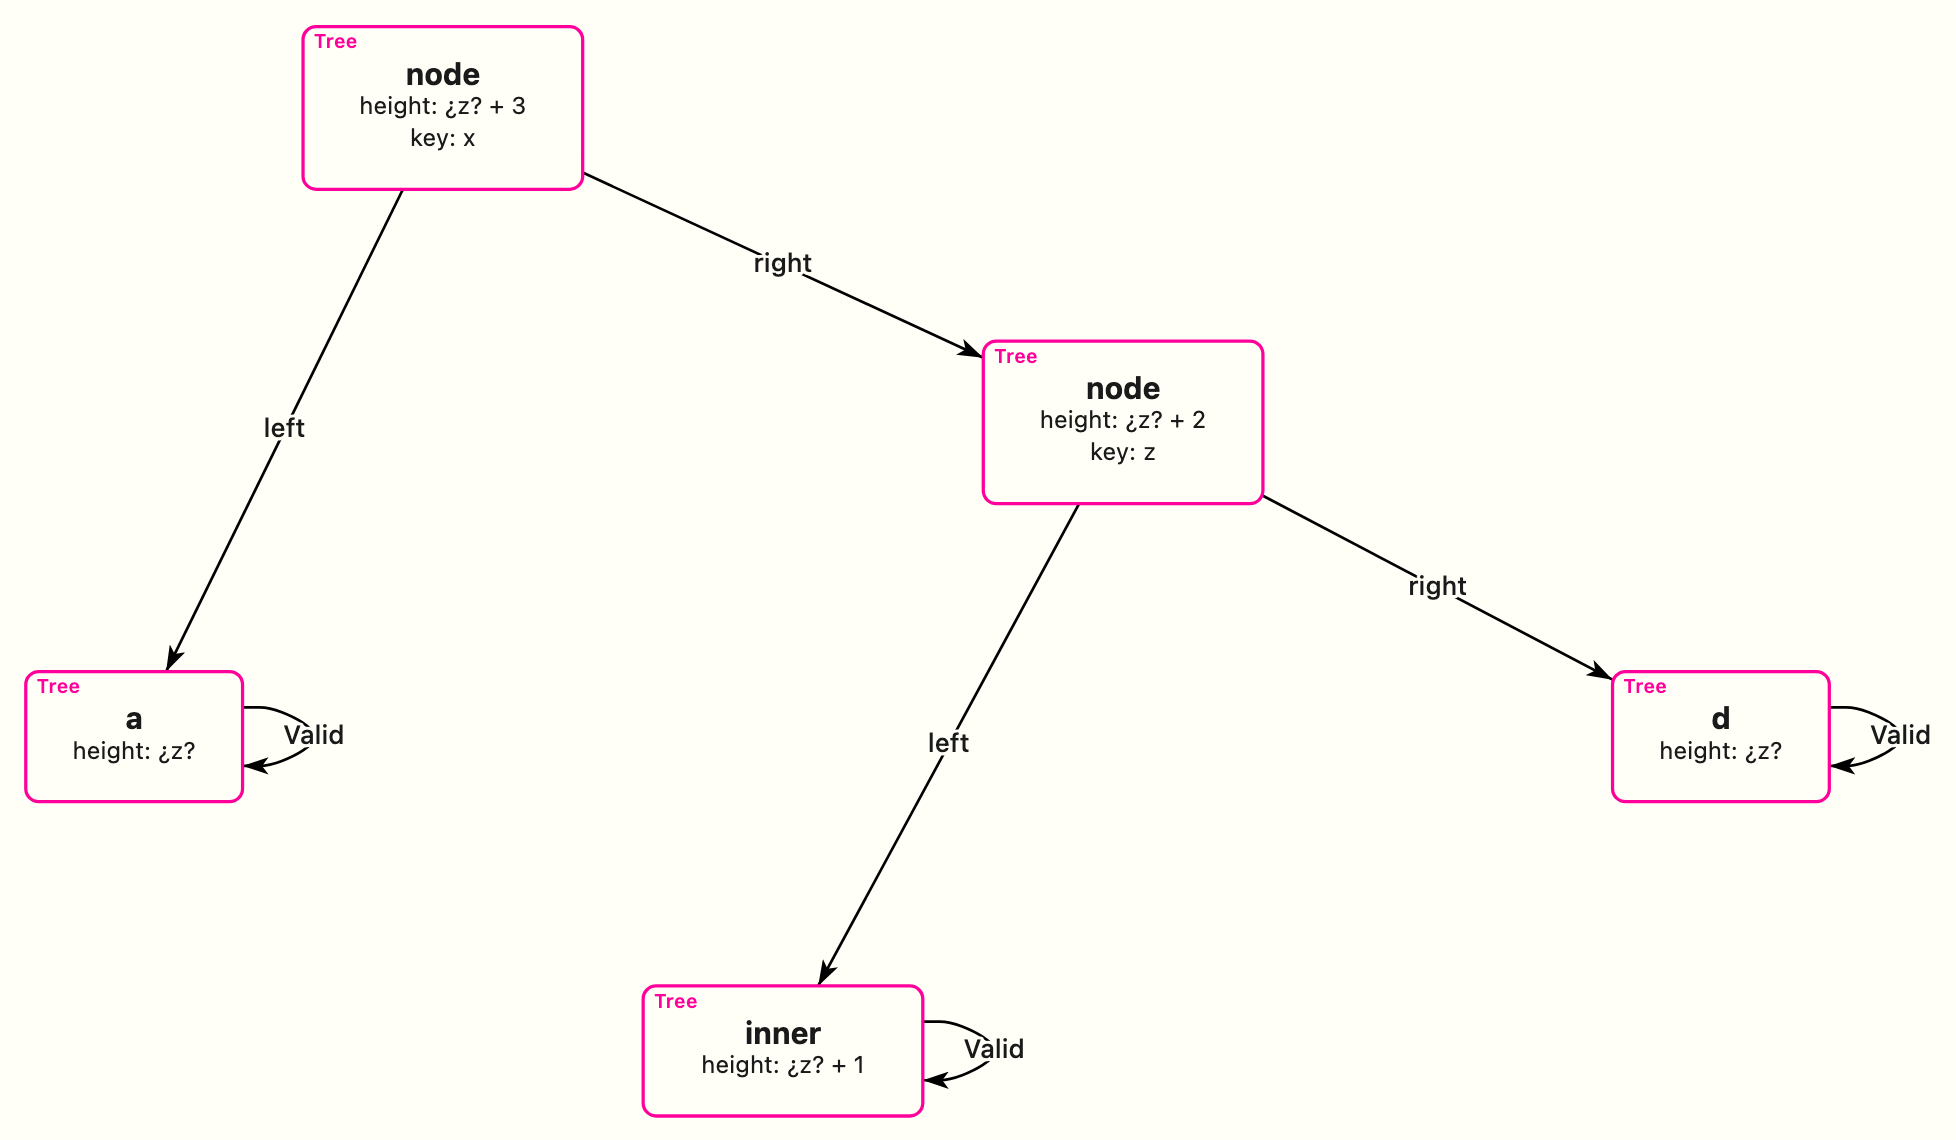 Tree
node
height: ¿z? + 3
key: x
right
Tree
node
height: ¿z? + 2
key: z
left
right
Tree
a
height: ¿z?
Valid
Tree
d
height: ¿z?
Valid
left
Tree
inner
height: ¿z? + 1
Valid